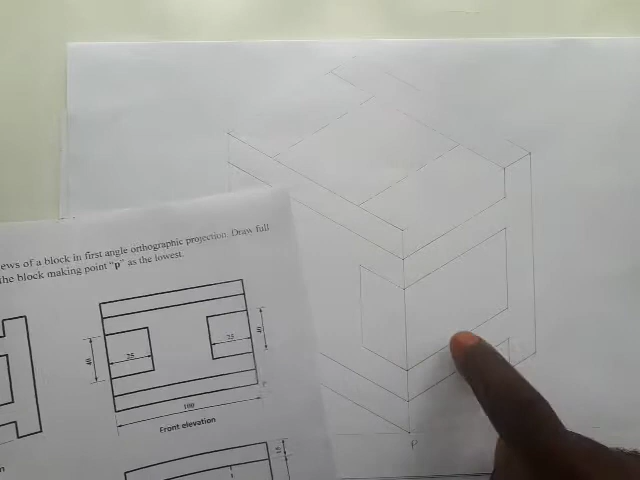 ews of a block in first angle orthographic projection. Draw full
the block making point "p" as the lowest.
40
25
25
40
100
Front elevation
P